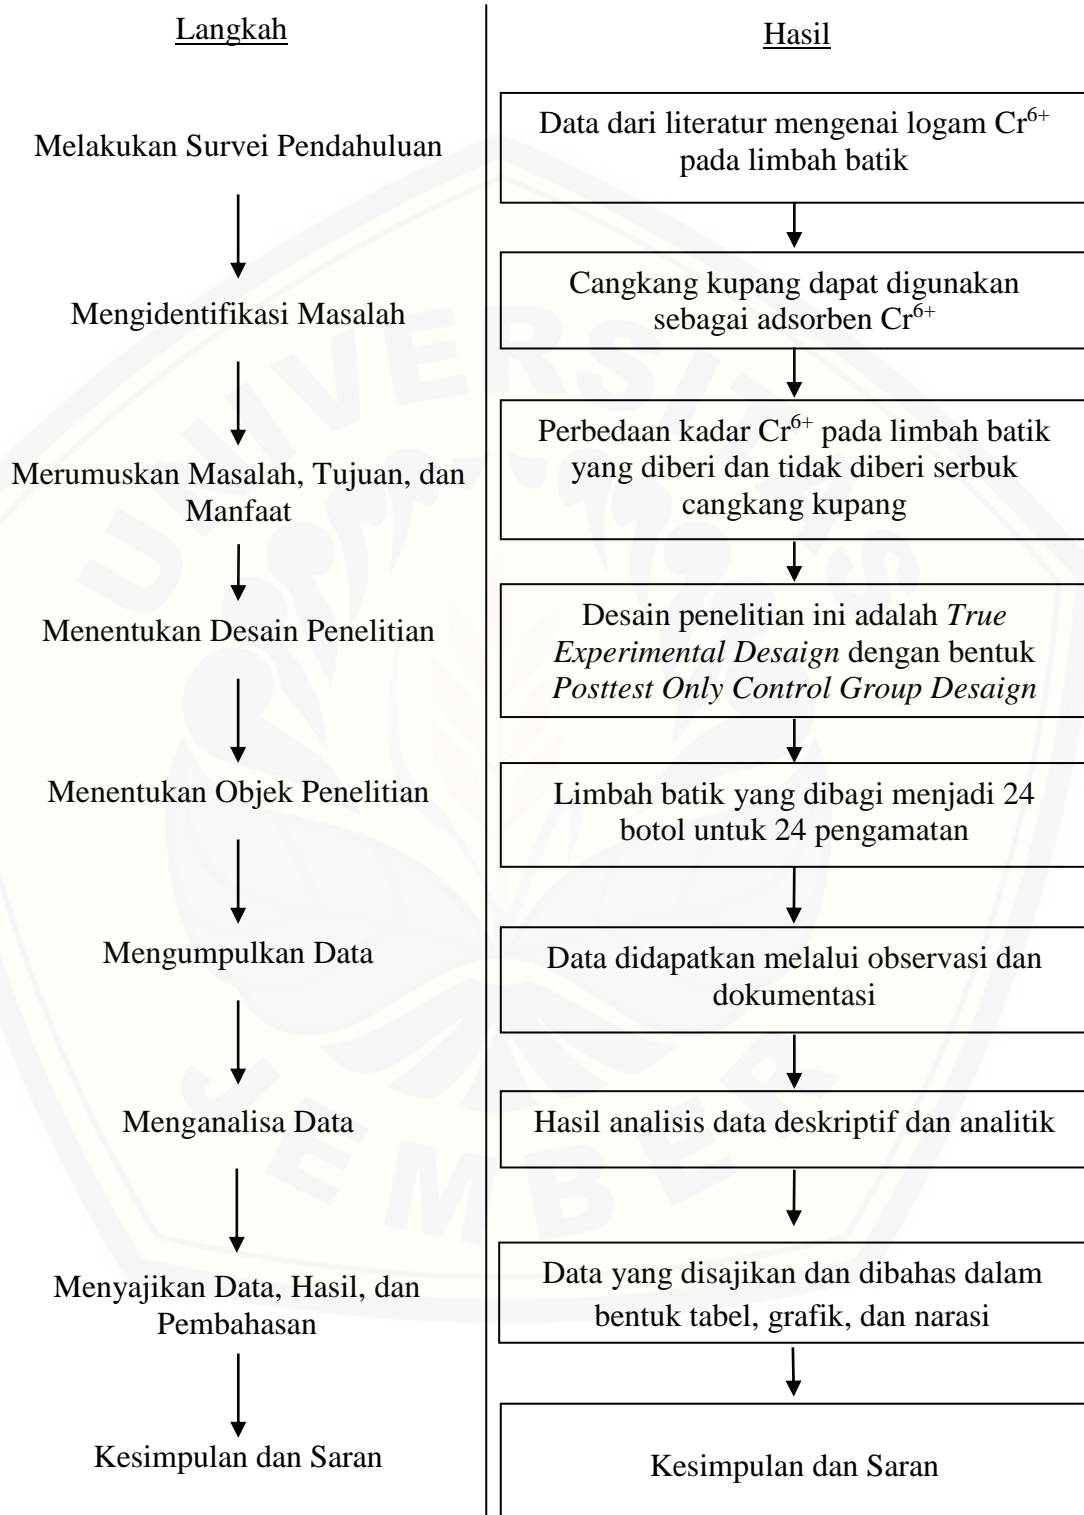 Langkah
Hasil
Melakukan Survei Pendahuluan
Data dari literatur mengenai logam Cr⁶⁺
pada limbah batik
Mengidentifikasi Masalah
Cangkang kupang dapat digunakan
sebagai adsorben Cr⁶⁺
Merumuskan Masalah, Tujuan, dan
Manfaat
Perbedaan kadar Cr⁶⁺ pada limbah batik
yang diberi dan tidak diberi serbuk
cangkang kupang
Menentukan Desain Penelitian
Desain penelitian ini adalah True
Experimental Desaign dengan bentuk
Posttest Only Control Group Desaign
Menentukan Objek Penelitian
Limbah batik yang dibagi menjadi 24
botol untuk 24 pengamatan
Mengumpulkan Data
Data didapatkan melalui observasi dan
dokumentasi
Menganalisa Data
Hasil analisis data deskriptif dan analitik
Menyajikan Data, Hasil, dan
Pembahasan
Data yang disajikan dan dibahas dalam
bentuk tabel, grafik, dan narasi
Kesimpulan dan Saran
Kesimpulan dan Saran
UNIVERSITAS
JEMBER